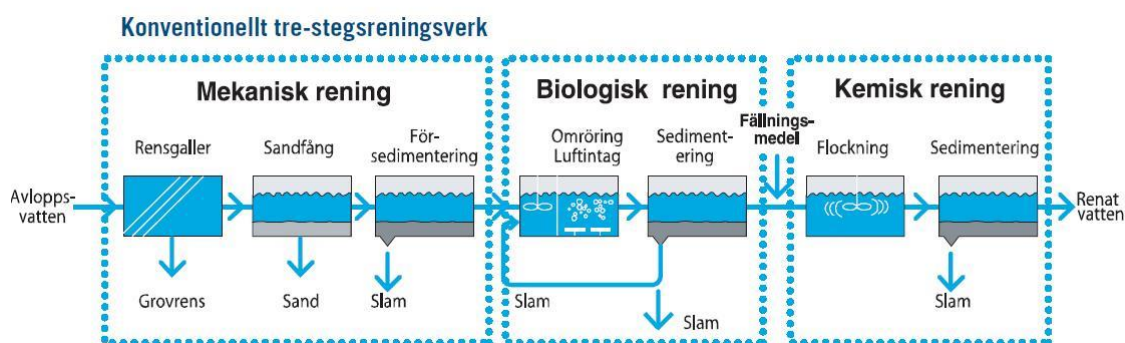 Konventionellt tre-stegsreningsverk
Mekanisk rening
Biologisk rening
Kemisk rening
Rensgaller
Sandfång
För-
sedimentering
Omröring
Luftintag
Sediment-
ering
Fällnings-
medel
Flockning
Sedimentering
Avlopps-
vatten
Renat
vatten
Grovrens
Sand
Slam
Slam
Slam
Slam